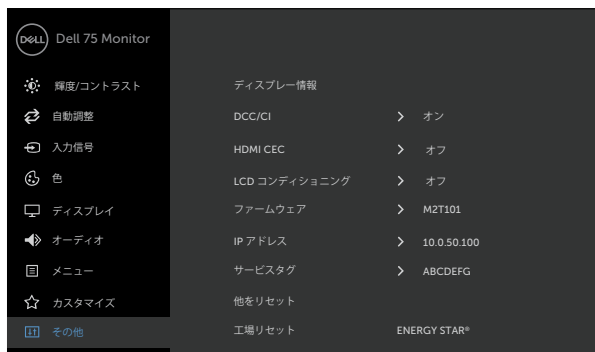 DELL Dell 75 Monitor
輝度/コントラスト
自動調整
入力信号
色
ディスプレイ
オーディオ
メニュー
カスタマイズ
その他
ディスプレー情報
DCC/CI オン
HDMI CEC オフ
LCD コンディショニング オフ
ファームウェア M2T101
IP アドレス 10.0.50.100
サービスタグ ABCDEFG
他をリセット
工場リセット ENERGY STAR®